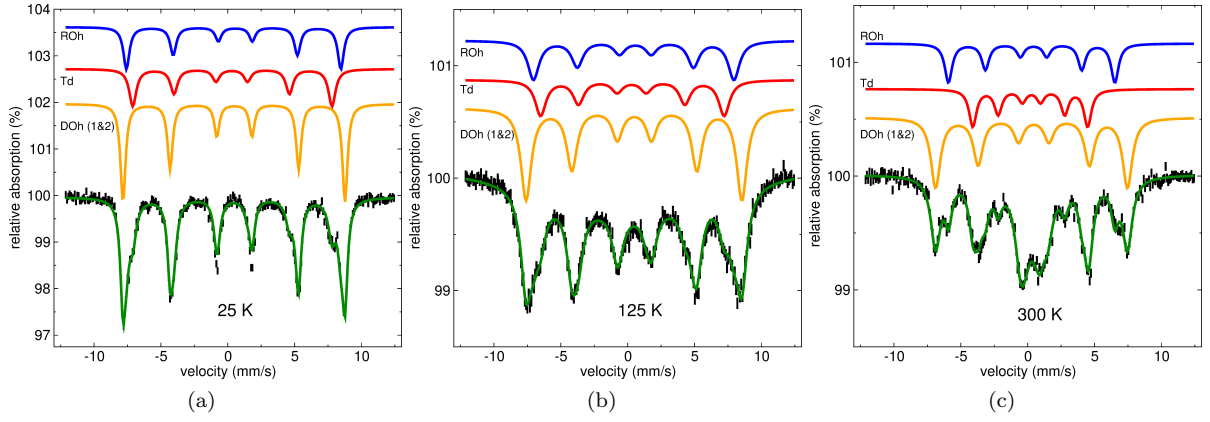 104
103
102
101
100
99
98
97
relative absorption (%)
ROh
Td
DOh (1&2)
25 K
-10 -5 0 5 10
velocity (mm/s)
(a)
101
100
99
relative absorption (%)
ROh
Td
DOh (1&2)
125 K
-10 -5 0 5 10
velocity (mm/s)
(b)
101
100
99
relative absorption (%)
ROh
Td
DOh (1&2)
300 K
-10 -5 0 5 10
velocity (mm/s)
(c)